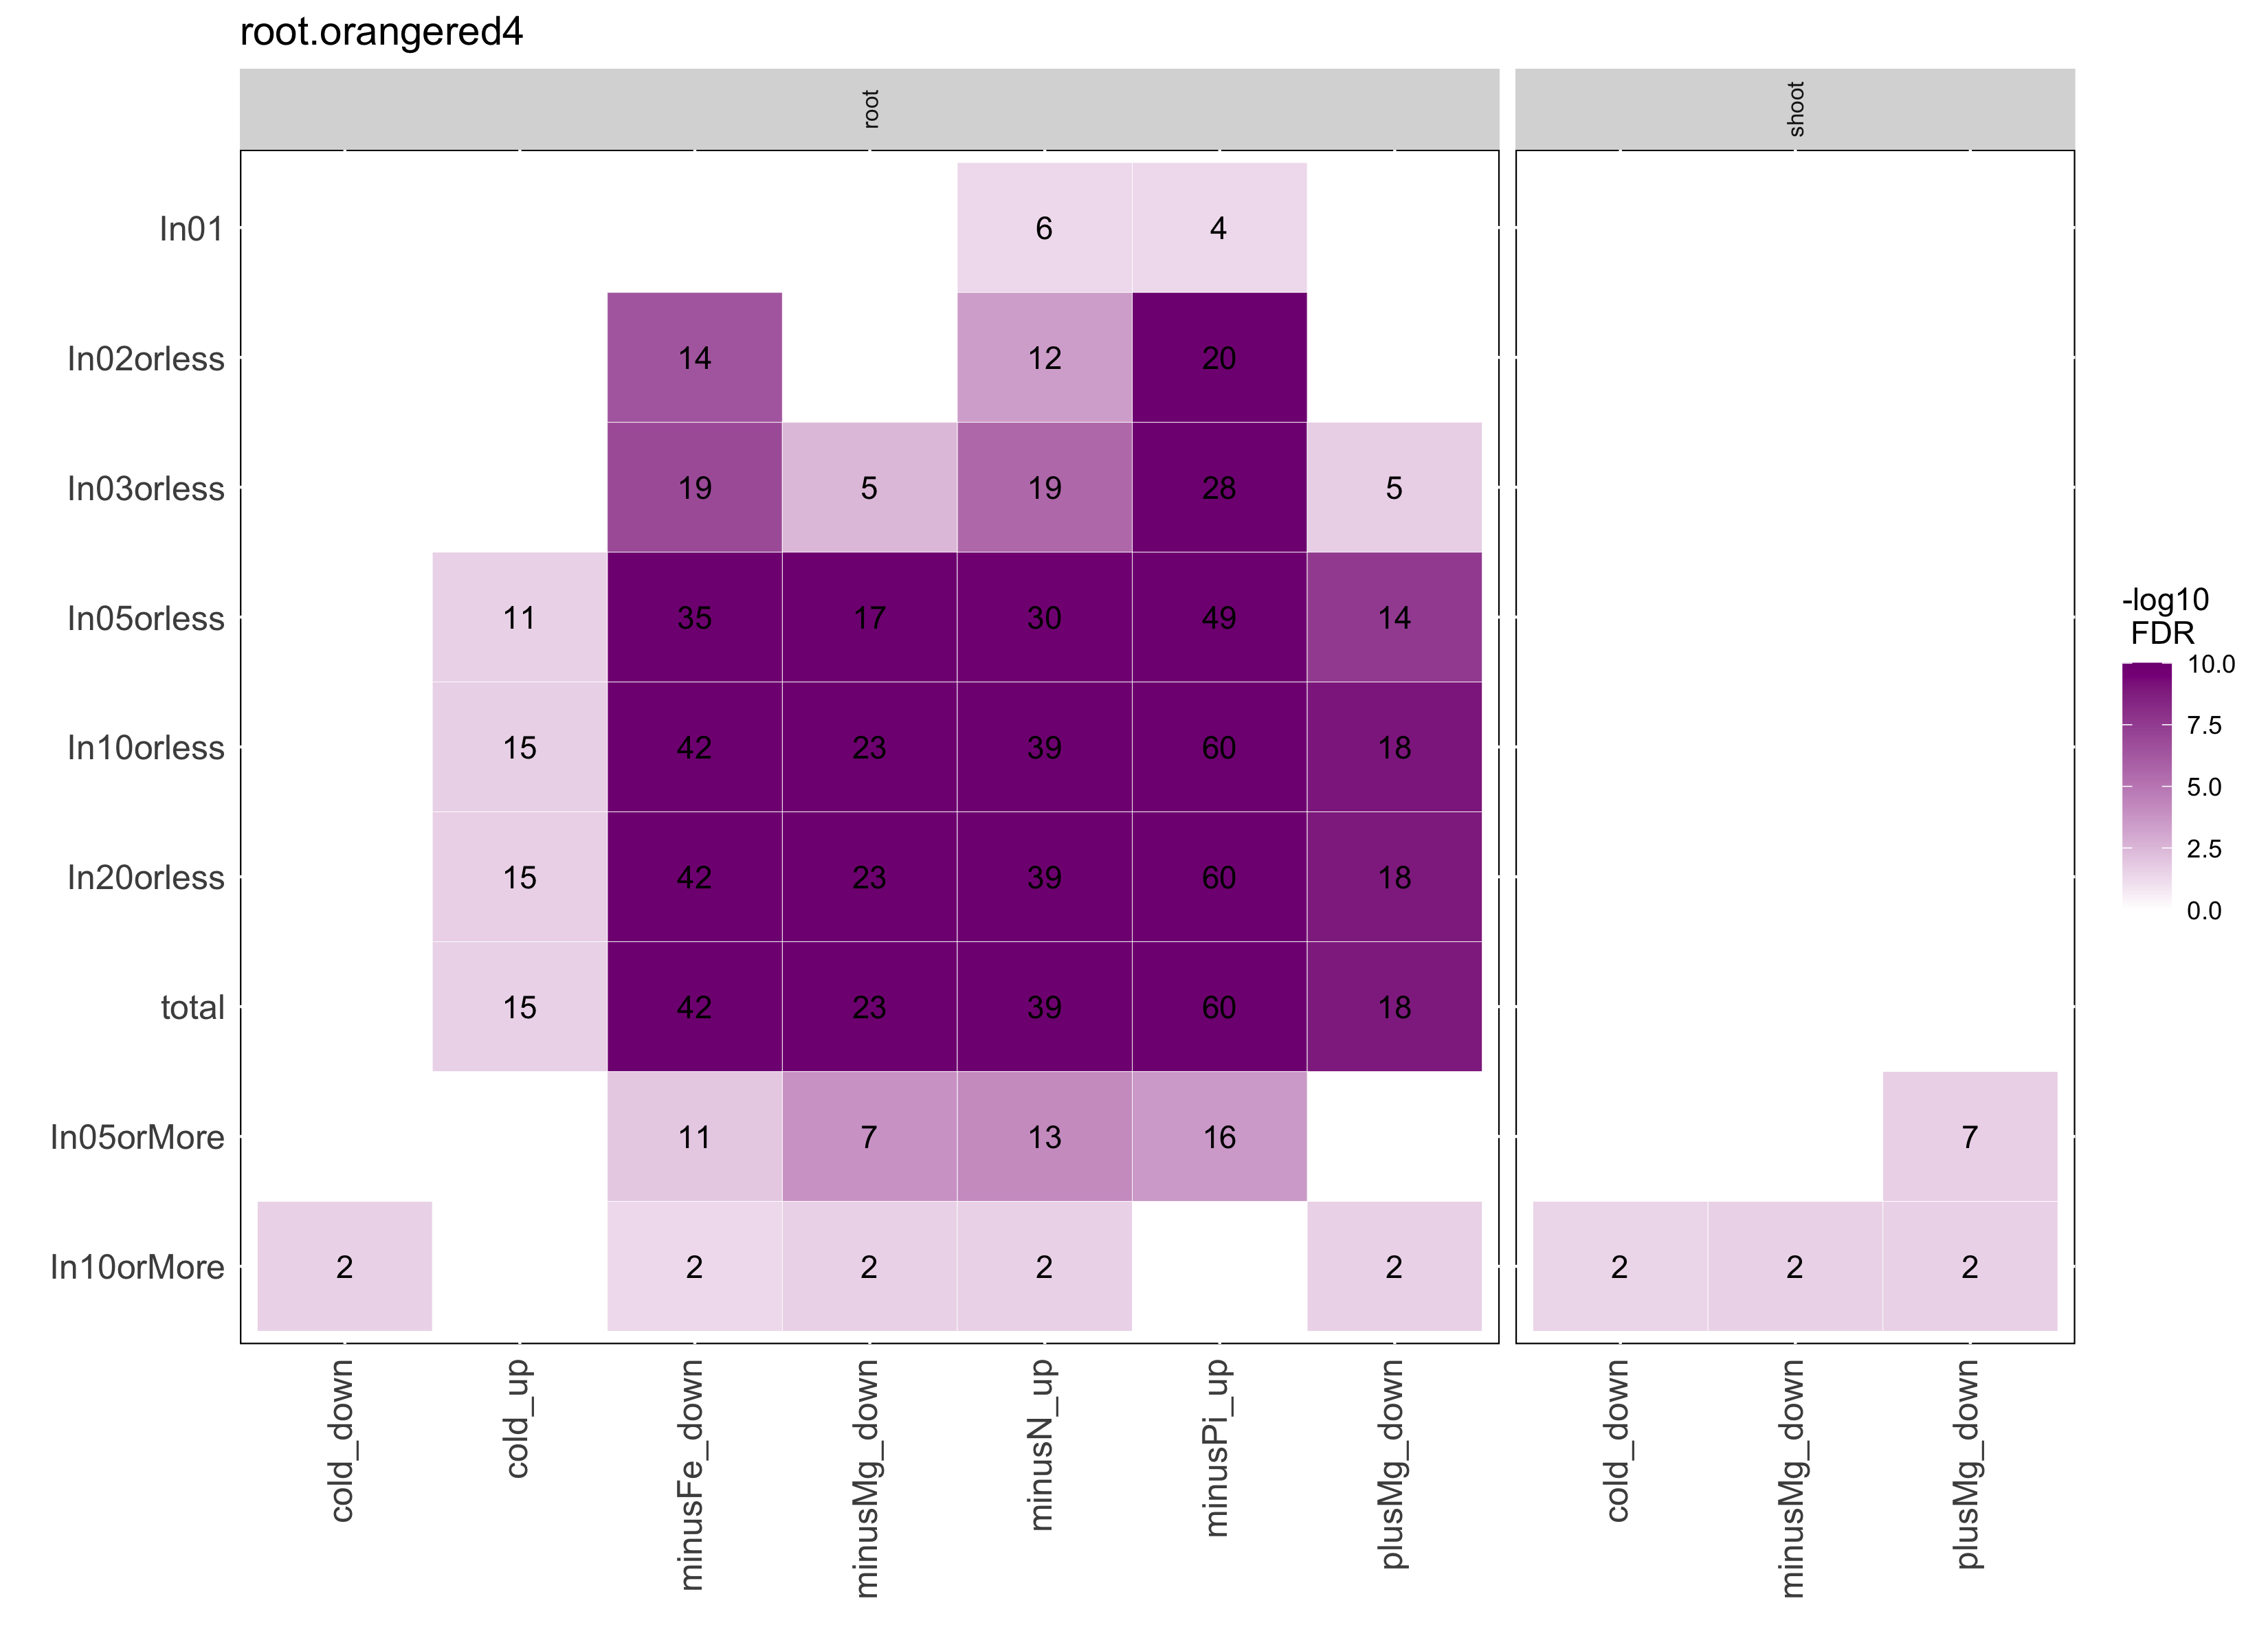 root.orangered4
root shoot
In01 6 4
In02orless 14 12 20
In03orless 19 5 19 28 5
In05orless 11 35 17 30 49 14
In10orless 15 42 23 39 60 18
In20orless 15 42 23 39 60 18
total 15 42 23 39 60 18
In05orMore 11 7 13 16 7
In10orMore 2 2 2 2 2 2 2 2
cold_down cold_up minusFe_down minusMg_down minusN_up minusPi_up plusMg_down cold_down minusMg_down plusMg_down
-log10
FDR
10.0
7.5
5.0
2.5
0.0